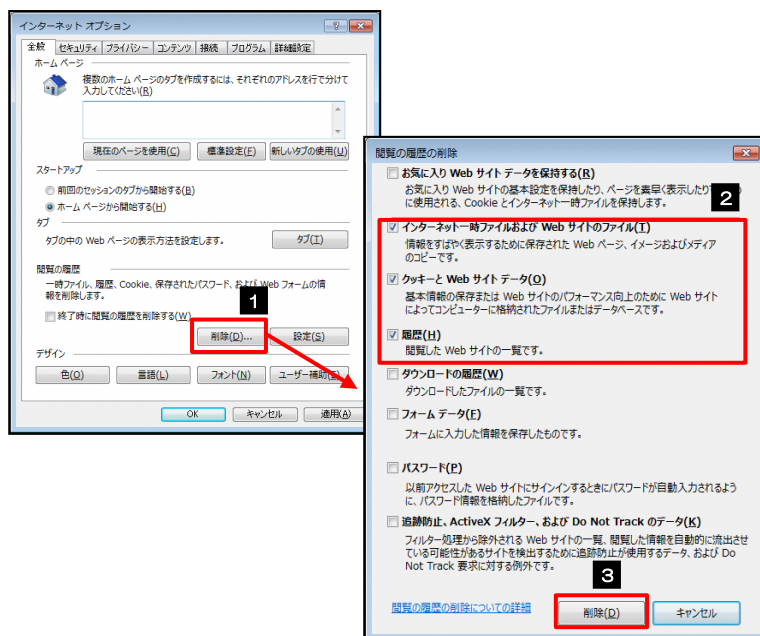 インターネット オプション
全般 セキュリティ プライバシー コンテンツ 接続 プログラム 詳細設定
ホーム ページ
複数のホーム ページのタブを作成するには、それぞれのアドレスを行で分けて
入力してください(R)
現在のページを使用(C) 標準設定(F) 新しいタブの使用(U)
スタートアップ
前回のセッションのタブから開始する(B)
ホーム ページから開始する(H)
タブ
タブの中の Web ページの表示方法を設定します。 タブ(T)
閲覧の履歴
一時ファイル、履歴、Cookie、保存されたパスワード、および Web フォームの情
報を削除します。
1
終了時に閲覧の履歴を削除する(W)
削除(D)... 設定(S)
デザイン
色(O) 言語(L) フォント(N) ユーザー補助(E)
OK キャンセル 適用(A)
閲覧の履歴の削除
お気に入り Web サイト データを保持する(R)
お気に入り Web サイトの基本設定を保持したり、ページを素早く表示したり
に使用される、Cookie とインターネット一時ファイルを保持します。
2
インターネット一時ファイルおよび Web サイトのファイル(T)
情報をすばやく表示するために保存された Web ページ、イメージおよびメディア
のコピーです。
クッキーと Web サイト データ(O)
基本情報の保存または Web サイトのパフォーマンス向上のために Web サイト
によってコンピューターに格納されたファイルまたはデータベースです。
履歴(H)
閲覧した Web サイトの一覧です。
ダウンロードの履歴(W)
ダウンロードしたファイルの一覧です。
フォーム データ(F)
フォームに入力した情報を保存したものです。
パスワード(P)
以前アクセスした Web サイトにサインインするときにパスワードが自動入力されるよう
に、パスワード情報を格納したファイルです。
追跡防止、ActiveX フィルター、および Do Not Track のデータ(K)
フィルター処理から除外される Web サイトの一覧、閲覧した情報を自動的に流出させ
ている可能性があるサイトを検出するために追跡防止が使用するデータ、および Do
Not Track 要求に対する例外です。
3
閲覧の履歴の削除についての詳細 削除(D) キャンセル